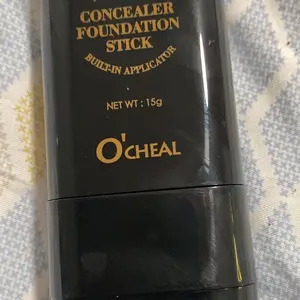 CONCEALER
FOUNDATION
STICK
BUILT-IN APPLICATOR
NET WT : 15g
O'CHEAL